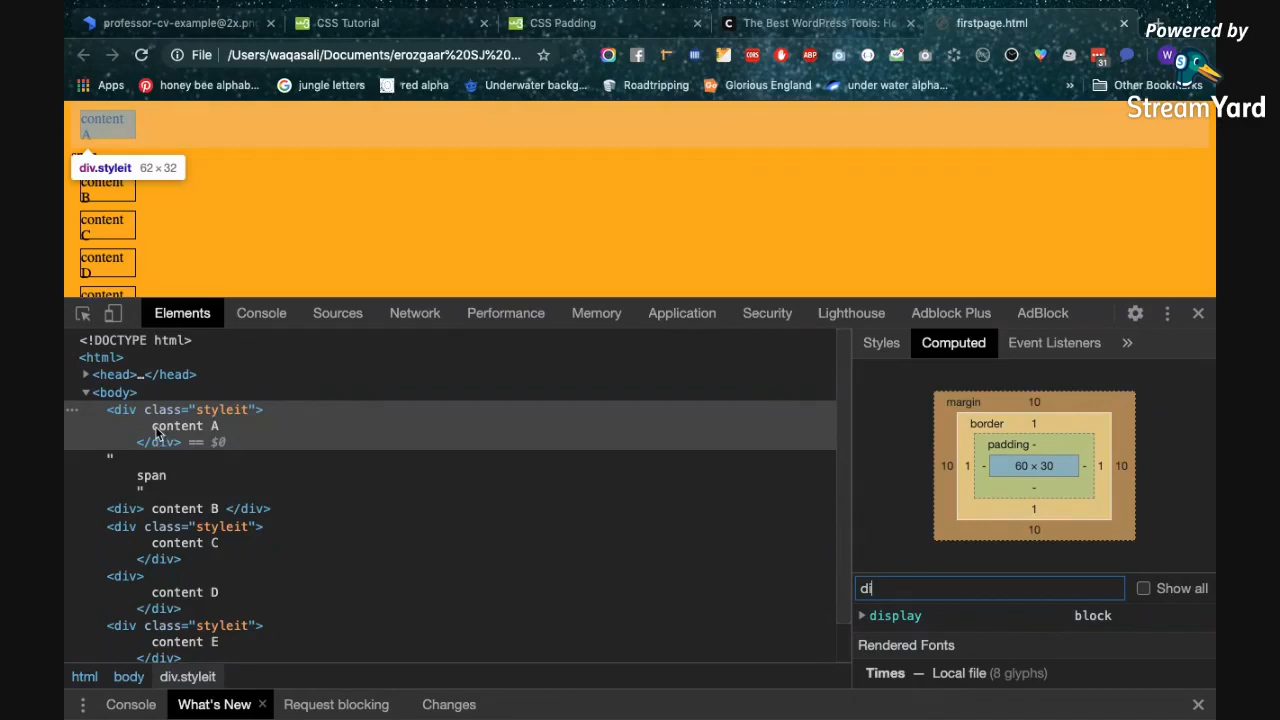 professor-cv-example@2x.pn
CSS Tutorial
CSS Padding
The Best WordPress Tools: H
firstpage.html
Powered by
File
/Users/waqasali/Documents/erozgaar%20SJ%20...
31
W
S
StreamYard
Apps
honey bee alphab...
jungle letters
red alpha
Underwater backg...
Roadtripping
Glorious England
under water alpha...
»
Other Bookmarks
content
A
div.styleit 62 × 32
content
B
content
C
content
D
content
Elements
Console
Sources
Network
Performance
Memory
Application
Security
Lighthouse
Adblock Plus
AdBlock
<!DOCTYPE html>
<html>
<head>…</head>
<body>
<div class="styleit">
content A
</div> == $0
"
span
"
<div> content B </div>
<div class="styleit">
content C
</div>
<div>
content D
</div>
<div class="styleit">
content E
</div>
html
body
div.styleit
Styles
Computed
Event Listeners
»
margin 10
border 1
padding -
10 1 - 60 × 30 - 1 10
-
1
10
di
Show all
display block
Rendered Fonts
Times — Local file (8 glyphs)
Console
What's New
Request blocking
Changes